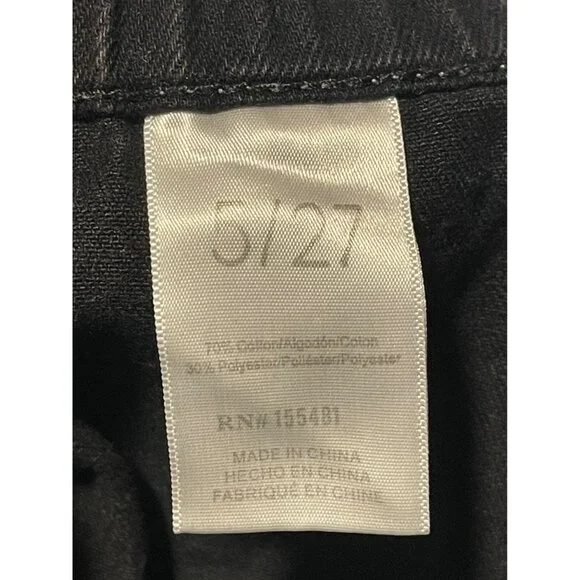 5/27
70% Cotton/Algodón/Coton
30% Polyester/Poliéster/Polyester
RN# 155481
MADE IN CHINA
HECHO EN CHINA
FABRIQUÉ EN CHINE